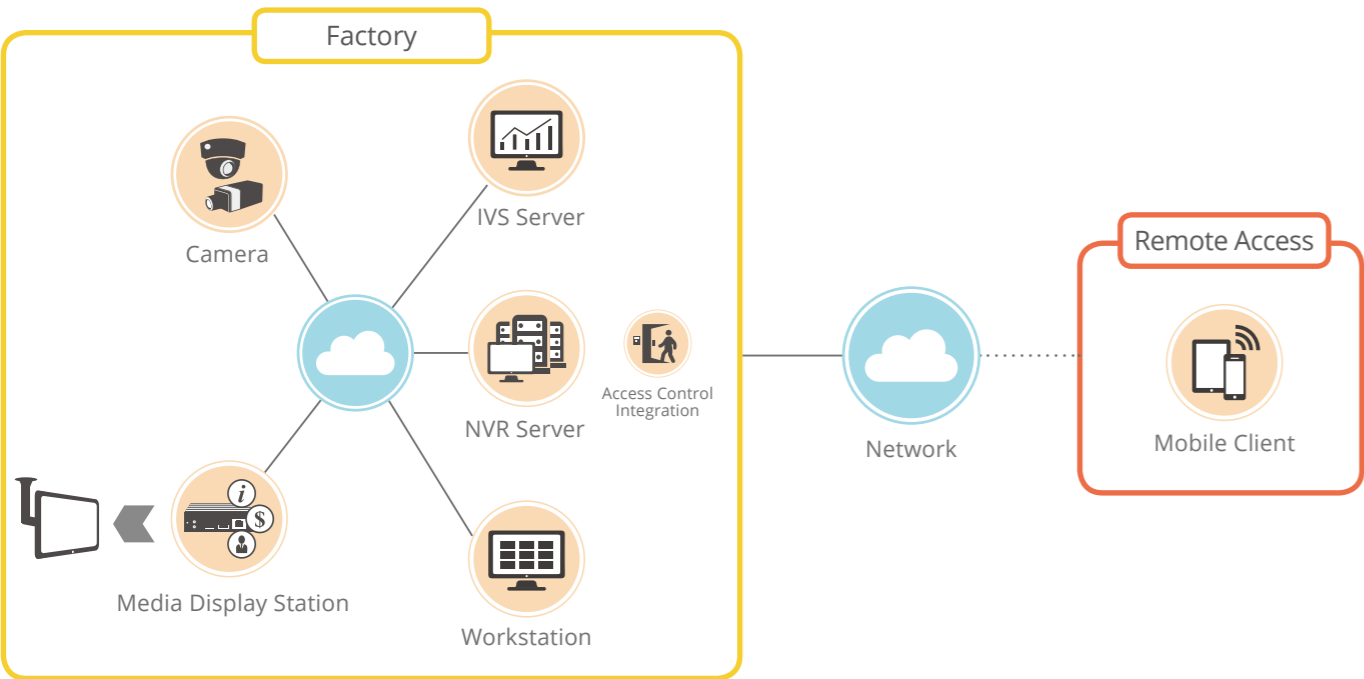 Factory
IVS Server
Camera
Remote Access
Access Control
Integration
NVR Server
Network
Mobile Client
i
$
Media Display Station
Workstation